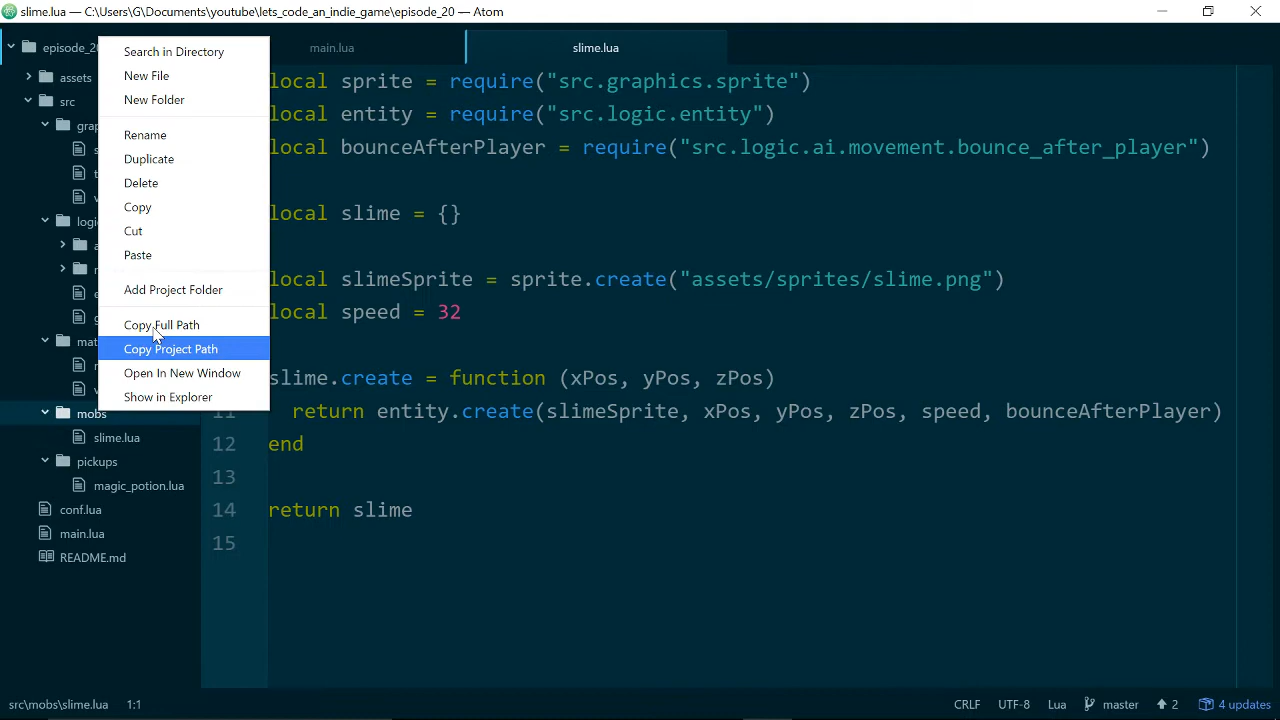 slime.lua — C:\Users\G\Documents\youtube\lets_code_an_indie_game\episode_20 — Atom
episode_20
assets
src
mobs
slime.lua
pickups
magic_potion.lua
conf.lua
main.lua
README.md
Search in Directory
New File
New Folder
Rename
Duplicate
Delete
Copy
Cut
Paste
Add Project Folder
Copy Full Path
Copy Project Path
Open In New Window
Show in Explorer
main.lua
slime.lua
local sprite = require("src.graphics.sprite")
local entity = require("src.logic.entity")
local bounceAfterPlayer = require("src.logic.ai.movement.bounce_after_player")
local slime = {}
local slimeSprite = sprite.create("assets/sprites/slime.png")
local speed = 32
slime.create = function (xPos, yPos, zPos)
11 return entity.create(slimeSprite, xPos, yPos, zPos, speed, bounceAfterPlayer)
12 end
13
14 return slime
15
src\mobs\slime.lua 1:1
CRLF UTF-8 Lua master 2 4 updates